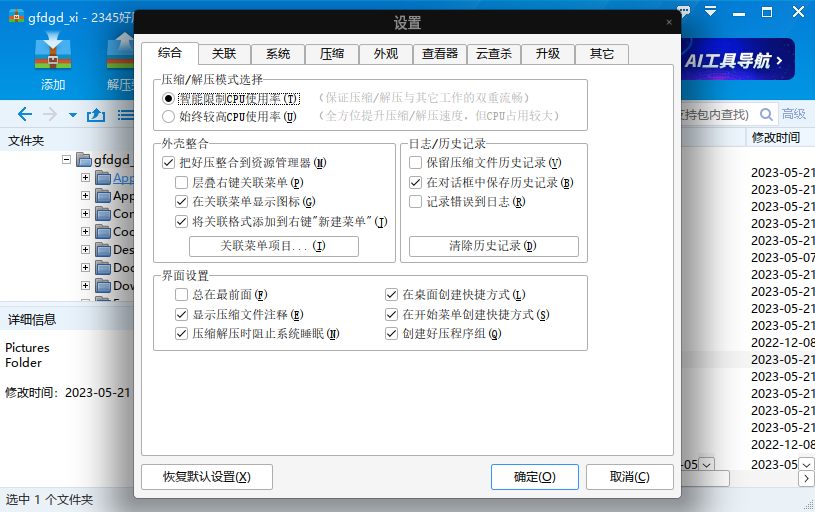 gfdgd_xi - 2345好
设置
添加
解压
AI工具导航 ›
综合 关联 系统 压缩 外观 查看器 云查杀 升级 其它
支持包内查找) 高级
文件夹
修改时间
压缩/解压模式选择
智能限制CPU使用率(T) (保证压缩/解压与其它工作的双重流畅)
始终较高CPU使用率(U) (全方位提升压缩/解压速度，但CPU占用较大)
外壳整合
把好压整合到资源管理器(M)
层叠右键关联菜单(P)
在关联菜单显示图标(G)
将关联格式添加到右键"新建菜单"(J)
关联菜单项目...(I)
日志/历史记录
保留压缩文件历史记录(V)
在对话框中保存历史记录(B)
记录错误到日志(R)
清除历史记录(D)
界面设置
总在最前面(F) 在桌面创建快捷方式(L)
显示压缩文件注释(E) 在开始菜单创建快捷方式(S)
压缩解压时阻止系统睡眠(N) 创建好压程序组(Q)
恢复默认设置(X) 确定(O) 取消(C)
gfdgd_
App
App
Con
Coo
Des
Doc
Dow
详细信息
Pictures
Folder
修改时间: 2023-05-21
选中 1 个文件夹
2023-05-21
2023-05-21
2023-05-21
2023-05-21
2023-05-21
2023-05-07
2023-05-21
2023-05-21
2023-05-21
2023-05-21
2022-12-08
2023-05-21
2023-05-21
2023-05-21
2023-05-21
2023-05-21
2022-12-08
-05 2023-05